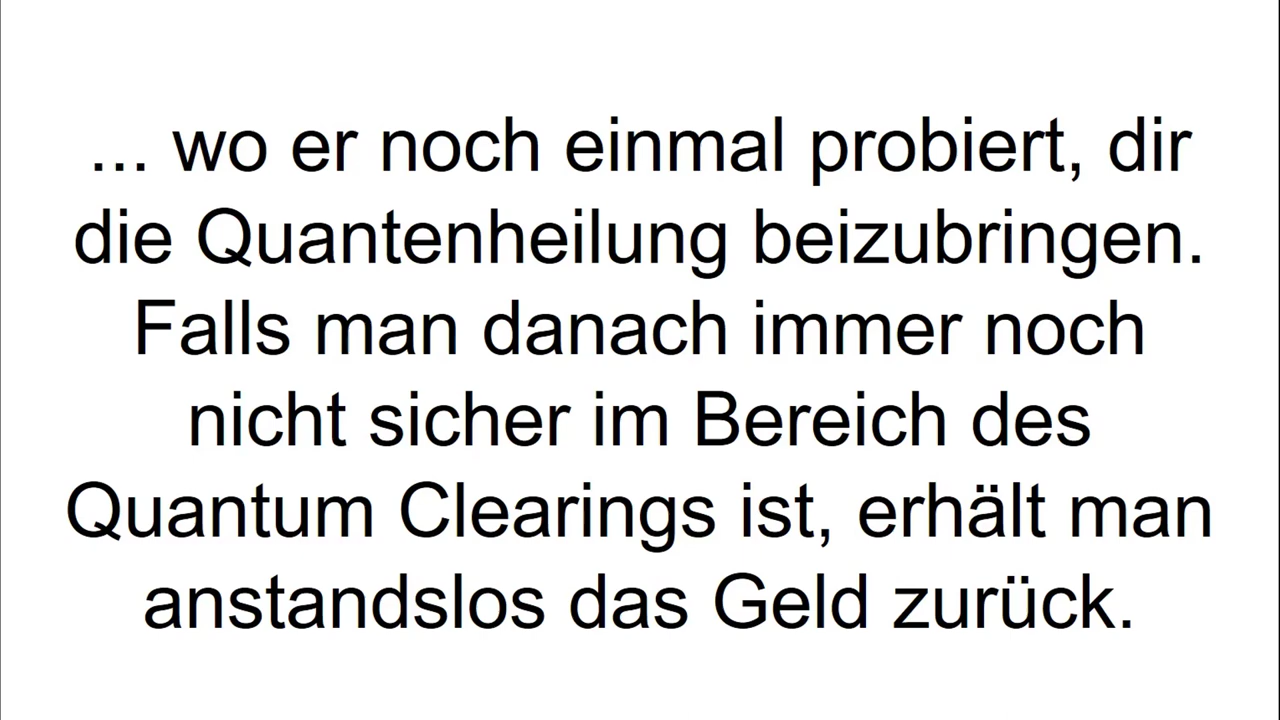 ... wo er noch einmal probiert, dir
die Quantenheilung beizubringen.
Falls man danach immer noch
nicht sicher im Bereich des
Quantum Clearings ist, erhält man
anstandslos das Geld zurück.